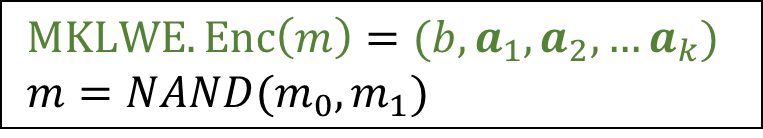 MKLWE. Enc(m) = (b, a₁, a₂, … aₖ)
m = NAND(m₀, m₁)